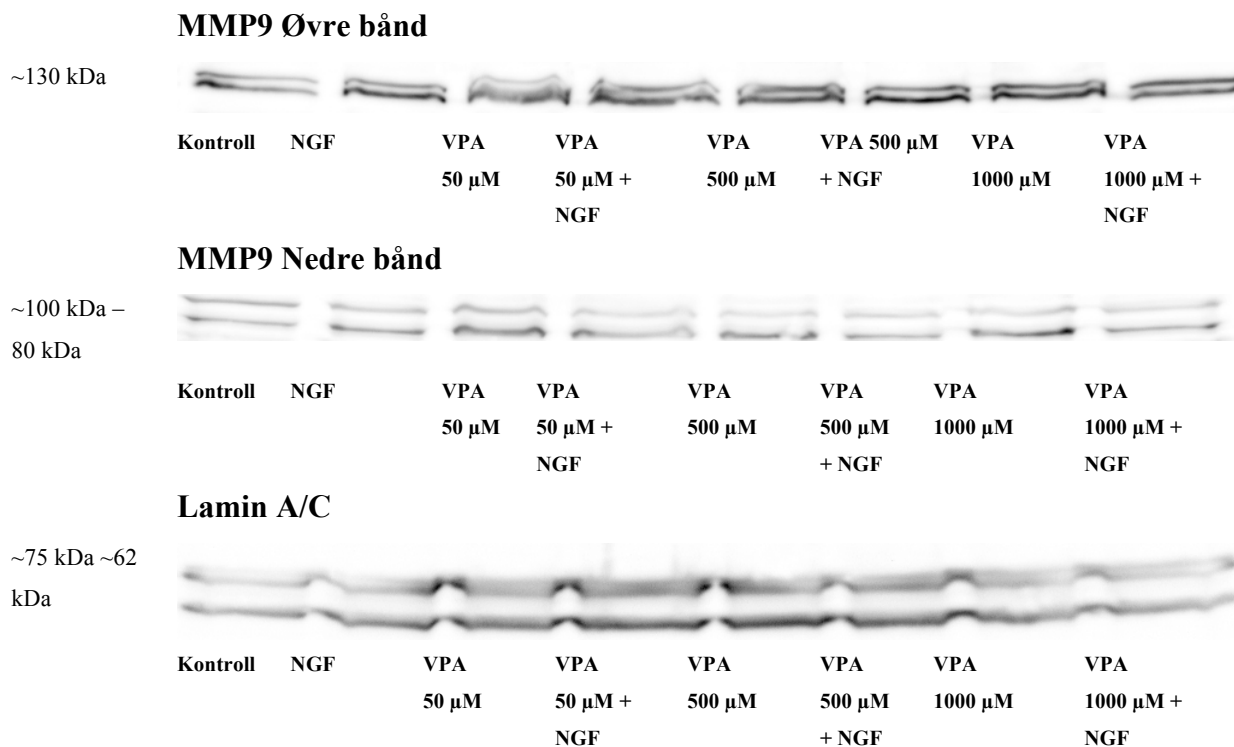 MMP9 Øvre bånd
~130 kDa
Kontroll NGF VPA VPA VPA VPA 500 µM VPA VPA
50 µM 50 µM + 500 µM + NGF 1000 µM 1000 µM +
NGF NGF
MMP9 Nedre bånd
~100 kDa –
80 kDa
Kontroll NGF VPA VPA VPA VPA VPA VPA
50 µM 50 µM + 500 µM 500 µM 1000 µM 1000 µM +
NGF + NGF NGF
Lamin A/C
~75 kDa ~62
kDa
Kontroll NGF VPA VPA VPA VPA VPA VPA
50 µM 50 µM + 500 µM 500 µM 1000 µM 1000 µM +
NGF + NGF NGF